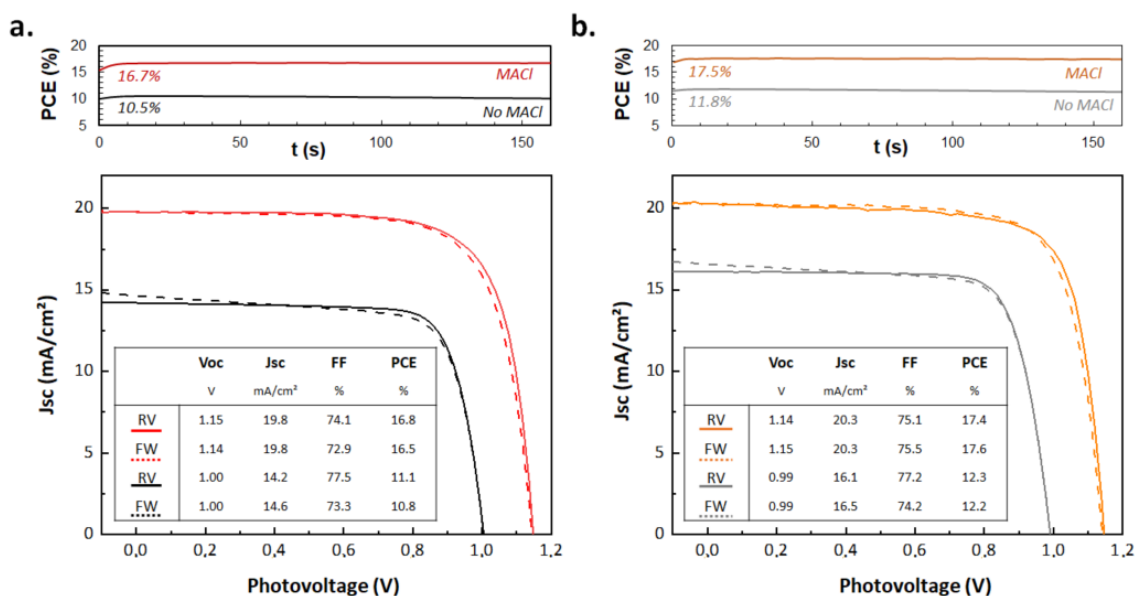 a.
PCE (%)
20
15
10
5
16.7%
MACl
10.5%
No MACl
0
50
100
150
t (s)
Jsc (mA/cm²)
20
15
10
5
0
Voc Jsc FF PCE
V mA/cm² % %
RV 1.15 19.8 74.1 16.8
FW 1.14 19.8 72.9 16.5
RV 1.00 14.2 77.5 11.1
FW 1.00 14.6 73.3 10.8
0,0 0,2 0,4 0,6 0,8 1,0 1,2
Photovoltage (V)
b.
PCE (%)
20
15
10
5
17.5%
MACl
11.8%
No MACl
0
50
100
150
t (s)
Jsc (mA/cm²)
20
15
10
5
0
Voc Jsc FF PCE
V mA/cm² % %
RV 1.14 20.3 75.1 17.4
FW 1.15 20.3 75.5 17.6
RV 0.99 16.1 77.2 12.3
FW 0.99 16.5 74.2 12.2
0,0 0,2 0,4 0,6 0,8 1,0 1,2
Photovoltage (V)